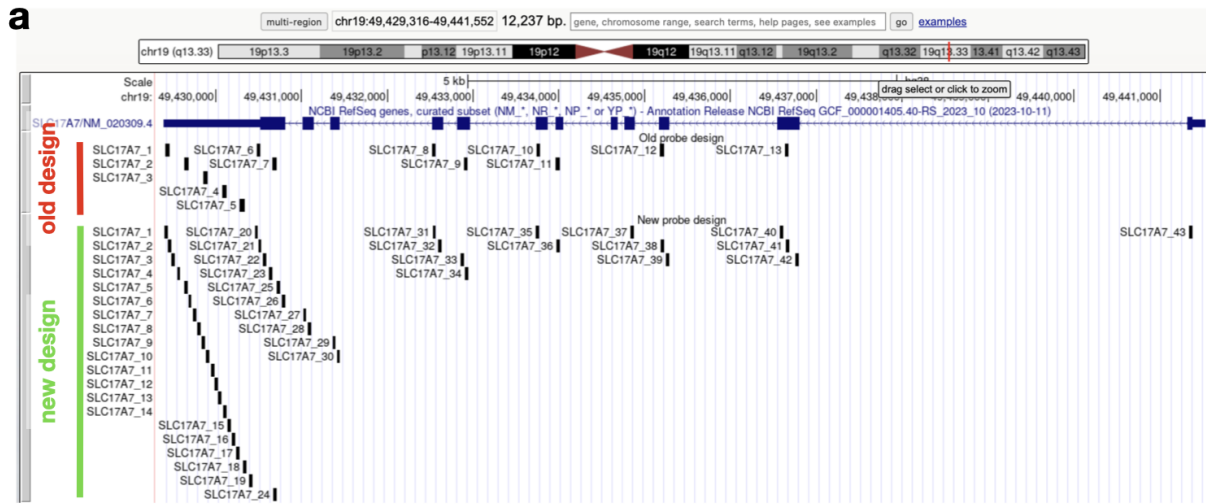 a
multi-region chr19:49,429,316-49,441,552 12,237 bp. gene, chromosome range, search terms, help pages, see examples go examples
chr19 (q13.33) 19p13.3 19p13.2 p13.12 19p13.11 19p12 19q12 19q13.11 q13.12 19q13.2 q13.32 19q13.33 13.41 q13.42 q13.43
Scale 5 kb hg38
drag select or click to zoom
chr19: 49,430,000 49,431,000 49,432,000 49,433,000 49,434,000 49,435,000 49,436,000 49,437,000 49,438,000 49,440,000 49,441,000
NCBI RefSeq genes, curated subset (NM_*, NR_*, NP_* or YP_*) - Annotation Release NCBI RefSeq GCF_000001405.40-RS_2023_10 (2023-10-11)
SLC17A7/NM_020309.4
Old probe design
old design
SLC17A7_1 SLC17A7_6 SLC17A7_8 SLC17A7_10 SLC17A7_12 SLC17A7_13
SLC17A7_2 SLC17A7_7 SLC17A7_9 SLC17A7_11
SLC17A7_3
SLC17A7_4
SLC17A7_5
New probe design
new design
SLC17A7_1 SLC17A7_20 SLC17A7_31 SLC17A7_35 SLC17A7_37 SLC17A7_40 SLC17A7_43
SLC17A7_2 SLC17A7_21 SLC17A7_32 SLC17A7_36 SLC17A7_38 SLC17A7_41
SLC17A7_3 SLC17A7_22 SLC17A7_33 SLC17A7_39 SLC17A7_42
SLC17A7_4 SLC17A7_23 SLC17A7_34
SLC17A7_5 SLC17A7_25
SLC17A7_6 SLC17A7_26
SLC17A7_7 SLC17A7_27
SLC17A7_8 SLC17A7_28
SLC17A7_9 SLC17A7_29
SLC17A7_10 SLC17A7_30
SLC17A7_11
SLC17A7_12
SLC17A7_13
SLC17A7_14
SLC17A7_15
SLC17A7_16
SLC17A7_17
SLC17A7_18
SLC17A7_19
SLC17A7_24